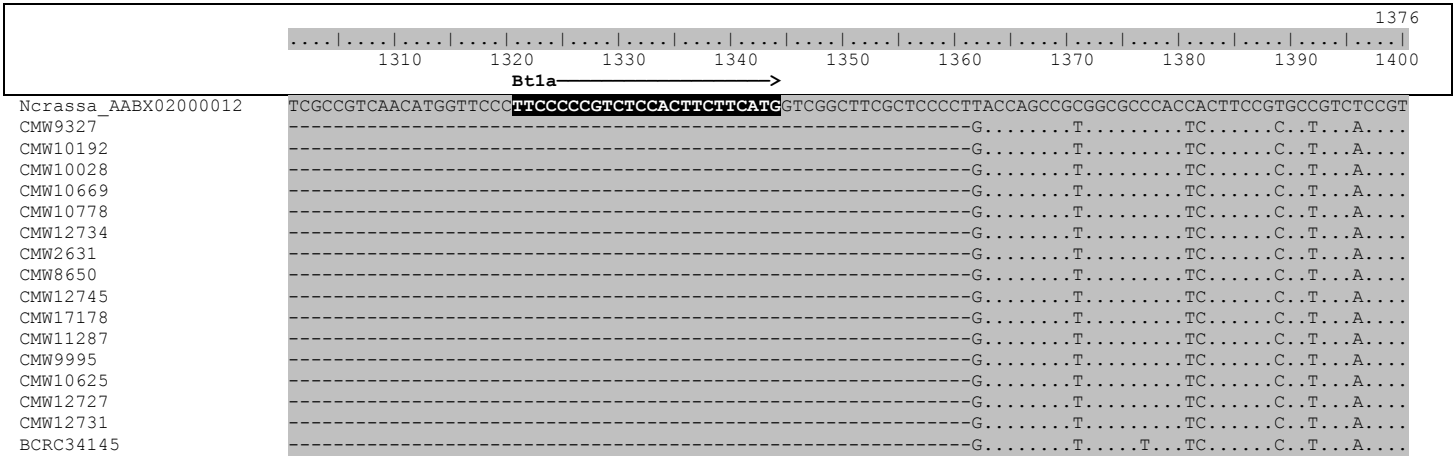 1376
....|....|....|....|....|....|....|....|....|....|....|....|....|....|....|....|....|....|....|....|
1310 1320 1330 1340 1350 1360 1370 1380 1390 1400
Bt1a————————————————>
Ncrassa_AABX02000012 TCGCCGTCAACATGGTTCCCTTCCCCCGTCTCCACTTCTTCATGGTCGGCTTCGCTCCCCTTACCAGCCGCGGCGCCCACCACTTCCGTGCCGTCTCCGT
CMW9327 -------------------------------------------------------------G........T.........TC......C..T...A....
CMW10192 -------------------------------------------------------------G........T.........TC......C..T...A....
CMW10028 -------------------------------------------------------------G........T.........TC......C..T...A....
CMW10669 -------------------------------------------------------------G........T.........TC......C..T...A....
CMW10778 -------------------------------------------------------------G........T.........TC......C..T...A....
CMW12734 -------------------------------------------------------------G........T.........TC......C..T...A....
CMW2631 -------------------------------------------------------------G........T.........TC......C..T...A....
CMW8650 -------------------------------------------------------------G........T.........TC......C..T...A....
CMW12745 -------------------------------------------------------------G........T.........TC......C..T...A....
CMW17178 -------------------------------------------------------------G........T.........TC......C..T...A....
CMW11287 -------------------------------------------------------------G........T.........TC......C..T...A....
CMW9995 -------------------------------------------------------------G........T.........TC......C..T...A....
CMW10625 -------------------------------------------------------------G........T.........TC......C..T...A....
CMW12727 -------------------------------------------------------------G........T.........TC......C..T...A....
CMW12731 -------------------------------------------------------------G........T.........TC......C..T...A....
BCRC34145 -------------------------------------------------------------G........T.....T...TC......C..T...A....